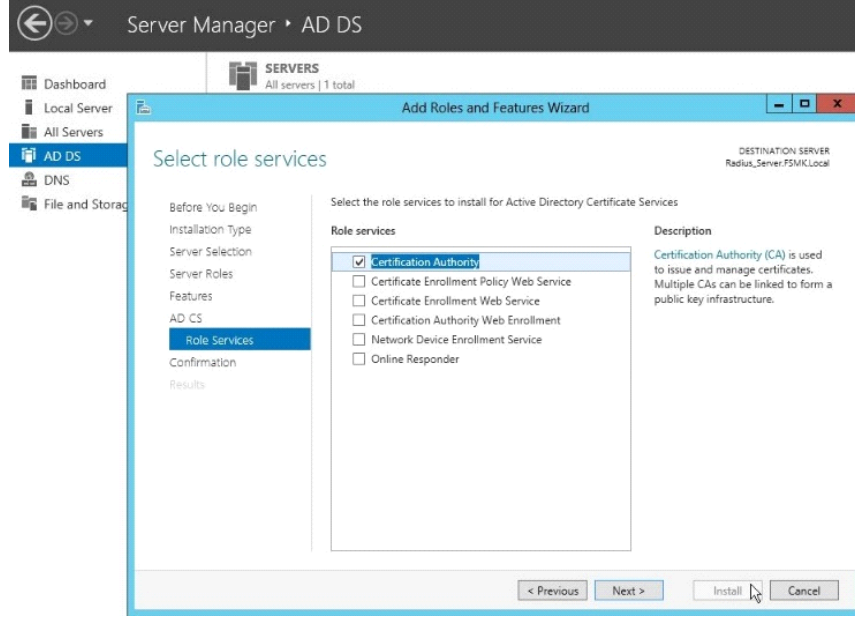 Server Manager ‣ AD DS
Dashboard
Local Server
All Servers
AD DS
DNS
File and Storag
SERVERS
All servers | 1 total
Add Roles and Features Wizard
Select role services
DESTINATION SERVER
Radius_Server.FSMK.Local
Before You Begin
Installation Type
Server Selection
Server Roles
Features
AD CS
Role Services
Confirmation
Results
Select the role services to install for Active Directory Certificate Services
Role services
Certification Authority
Certificate Enrollment Policy Web Service
Certificate Enrollment Web Service
Certification Authority Web Enrollment
Network Device Enrollment Service
Online Responder
Description
Certification Authority (CA) is used
to issue and manage certificates.
Multiple CAs can be linked to form a
public key infrastructure.
< Previous
Next >
Install
Cancel